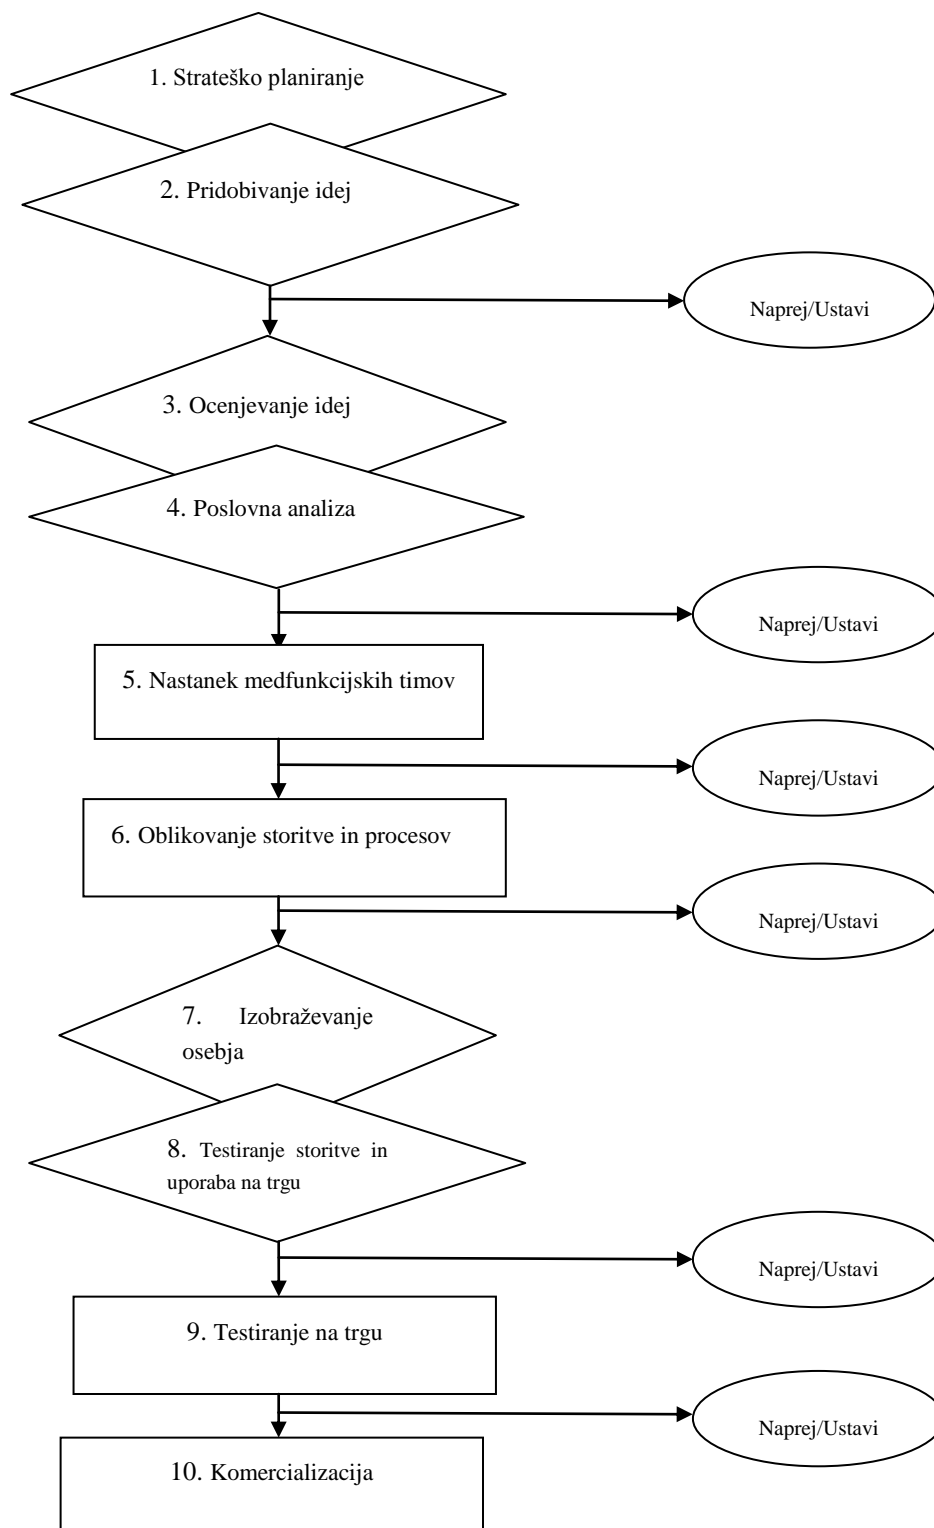 1. Strateško planiranje
2. Pridobivanje idej
Naprej/Ustavi
3. Ocenjevanje idej
4. Poslovna analiza
Naprej/Ustavi
5. Nastanek medfunkcijskih timov
Naprej/Ustavi
6. Oblikovanje storitve in procesov
Naprej/Ustavi
7. Izobraževanje
osebja
8. Testiranje storitve in
uporaba na trgu
Naprej/Ustavi
9. Testiranje na trgu
Naprej/Ustavi
10. Komercializacija